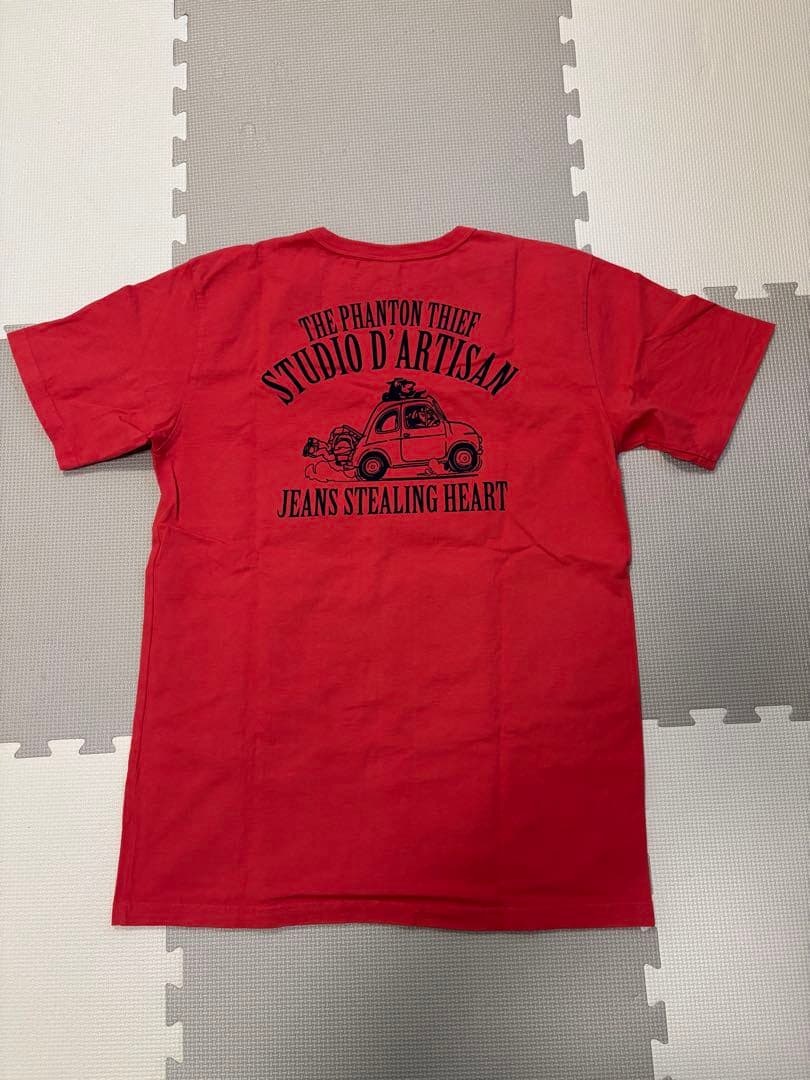 THE PHANTON THIEF
STUDIO D'ARTISAN
JEANS STEALING HEART